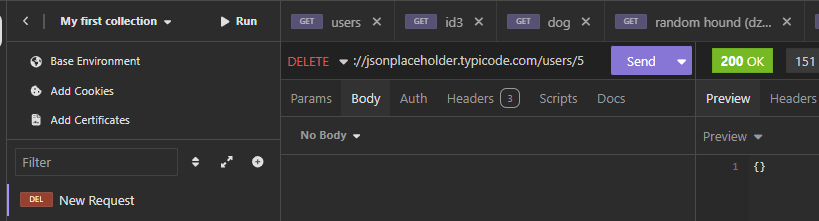 My first collection
Run
GET users
GET id3
GET dog
GET random hound (dz...
Base Environment
Add Cookies
Add Certificates
Filter
DEL New Request
DELETE ://jsonplaceholder.typicode.com/users/5
Send
Params Body Auth Headers 3 Scripts Docs
No Body
200 OK
151
Preview Headers
Preview
1 {}